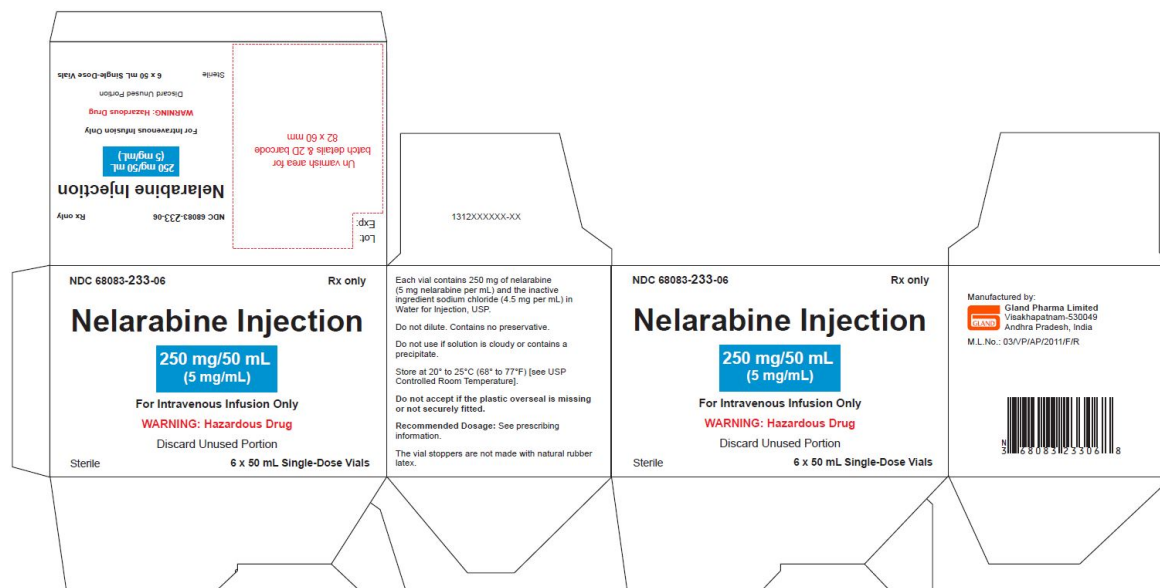 NDC 68083-233-06 Rx only
Nelarabine Injection
250 mg/50 mL
(5 mg/mL)
For Intravenous Infusion Only
WARNING: Hazardous Drug
Discard Unused Portion
Sterile 6 x 50 mL Single-Dose Vials
Un varnish area for
batch details & 2D barcode
82 x 60 mm
Lot:
Exp:
1312XXXXXX-XX
NDC 68083-233-06 Rx only
Nelarabine Injection
250 mg/50 mL
(5 mg/mL)
For Intravenous Infusion Only
WARNING: Hazardous Drug
Discard Unused Portion
Sterile 6 x 50 mL Single-Dose Vials
Each vial contains 250 mg of nelarabine
(5 mg nelarabine per mL) and the inactive
ingredient sodium chloride (4.5 mg per mL) in
Water for Injection, USP.
Do not dilute. Contains no preservative.
Do not use if solution is cloudy or contains a
precipitate.
Store at 20° to 25°C (68° to 77°F) [see USP
Controlled Room Temperature].
Do not accept if the plastic overseal is missing
or not securely fitted.
Recommended Dosage: See prescribing
information.
The vial stoppers are not made with natural rubber
latex.
NDC 68083-233-06 Rx only
Nelarabine Injection
250 mg/50 mL
(5 mg/mL)
For Intravenous Infusion Only
WARNING: Hazardous Drug
Discard Unused Portion
Sterile 6 x 50 mL Single-Dose Vials
Manufactured by:
GLAND
Gland Pharma Limited
Visakhapatnam-530049
Andhra Pradesh, India
M.L.No.: 03/VP/AP/2011/F/R
N
3 68083 23306 8